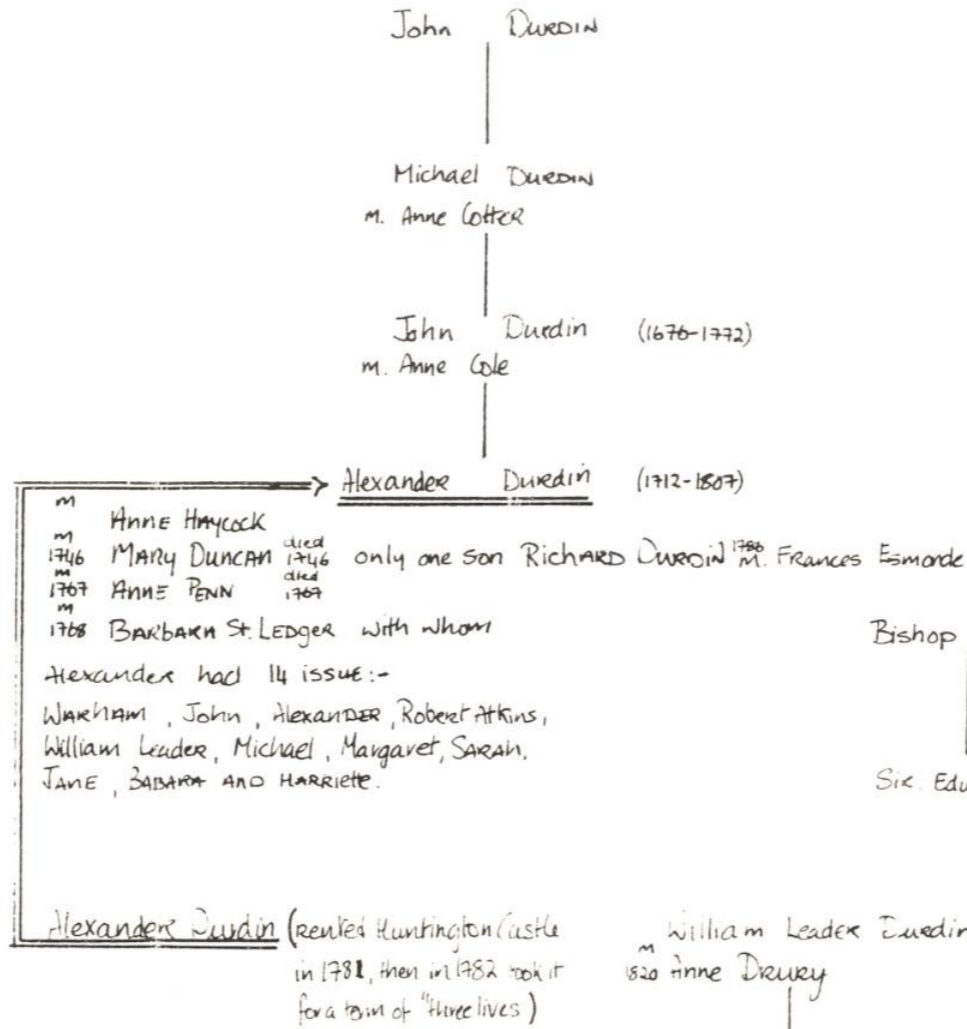 John DURDIN
Michael DURDIN
m. Anne Cotter
John Durdin (1676-1772)
m. Anne Cole
Alexander Durdin (1712-1807)
m
ANNE HAYCOCK
m
1746 MARY DUNCAN died 1746 only one son RICHARD DURDIN 1786 M. Frances Esmorde
m
1767 ANNE PENN died 1767
m
1768 BARBARA St. LEDGER with whom
Alexander had 14 issue:-
WARHAM, John, AlexanDER, Robert Atkins,
William Leader, Michael, Margaret, SARAH,
JANE, BABARA AND HARRIETTE.
Bishop
Sir. Edw
Alexander Durdin (rented Huntington Castle
in 1781, then in 1782 took it
for a term of "three lives)
William Leader Durdin
m
1820 Anne DRURY